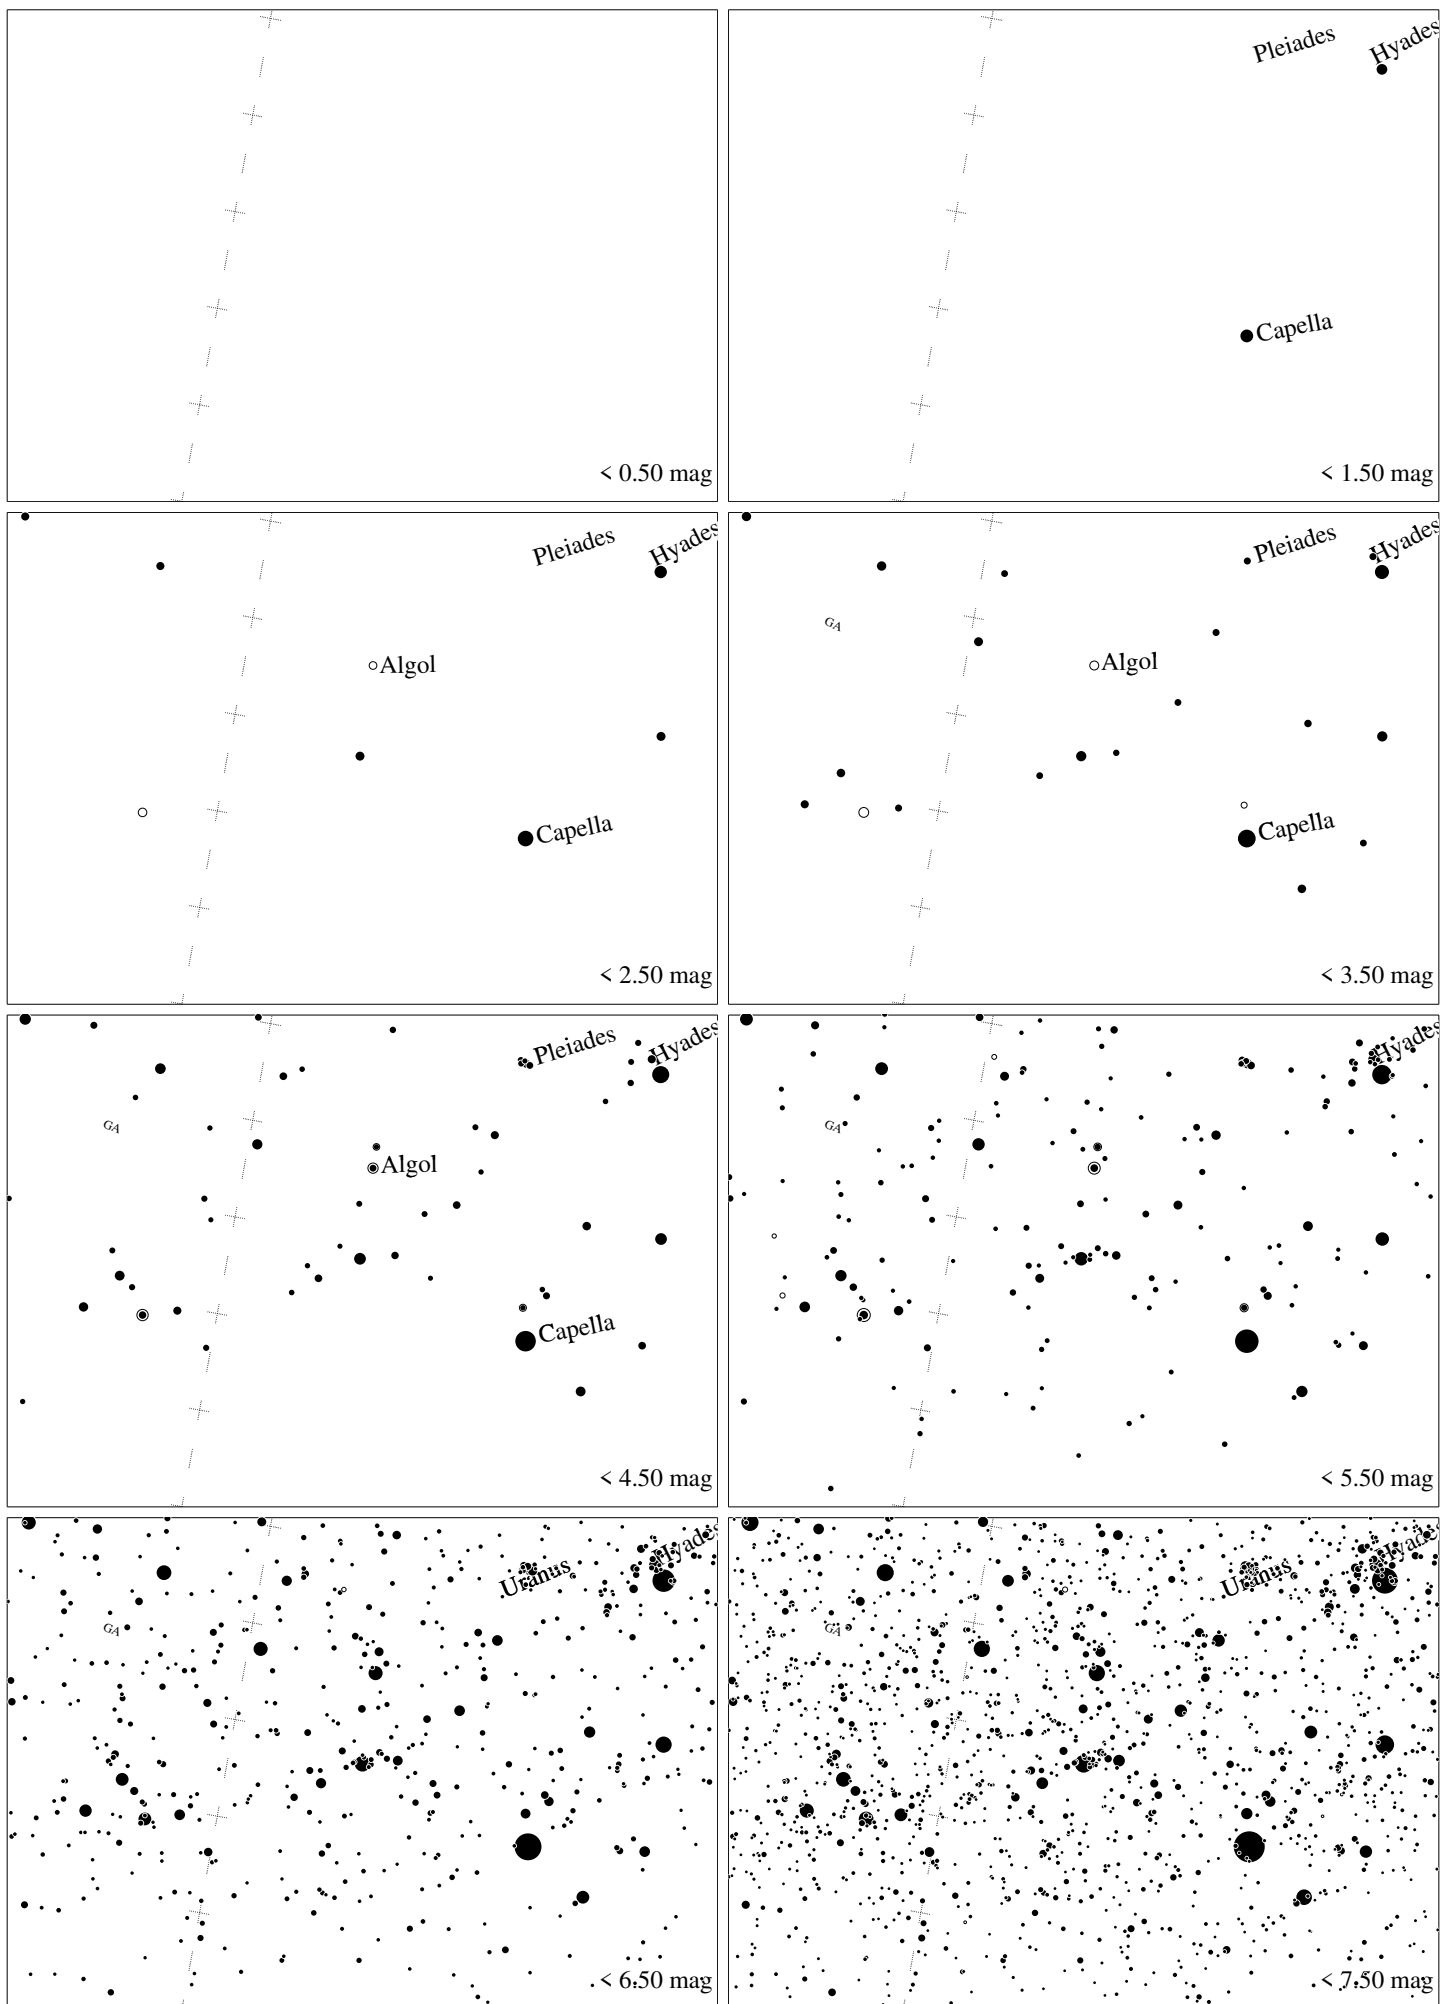 < 0.50 mag
Pleiades
Hyades
Capella
< 1.50 mag
Pleiades
Hyades
Algol
Capella
< 2.50 mag
Pleiades
Hyades
GA
Algol
Capella
< 3.50 mag
Pleiades
Hyades
GA
Algol
Capella
< 4.50 mag
Hyades
GA
< 5.50 mag
Hyades
Uranus
GA
< 6.50 mag
Hyades
Uranus
GA
< 7.50 mag